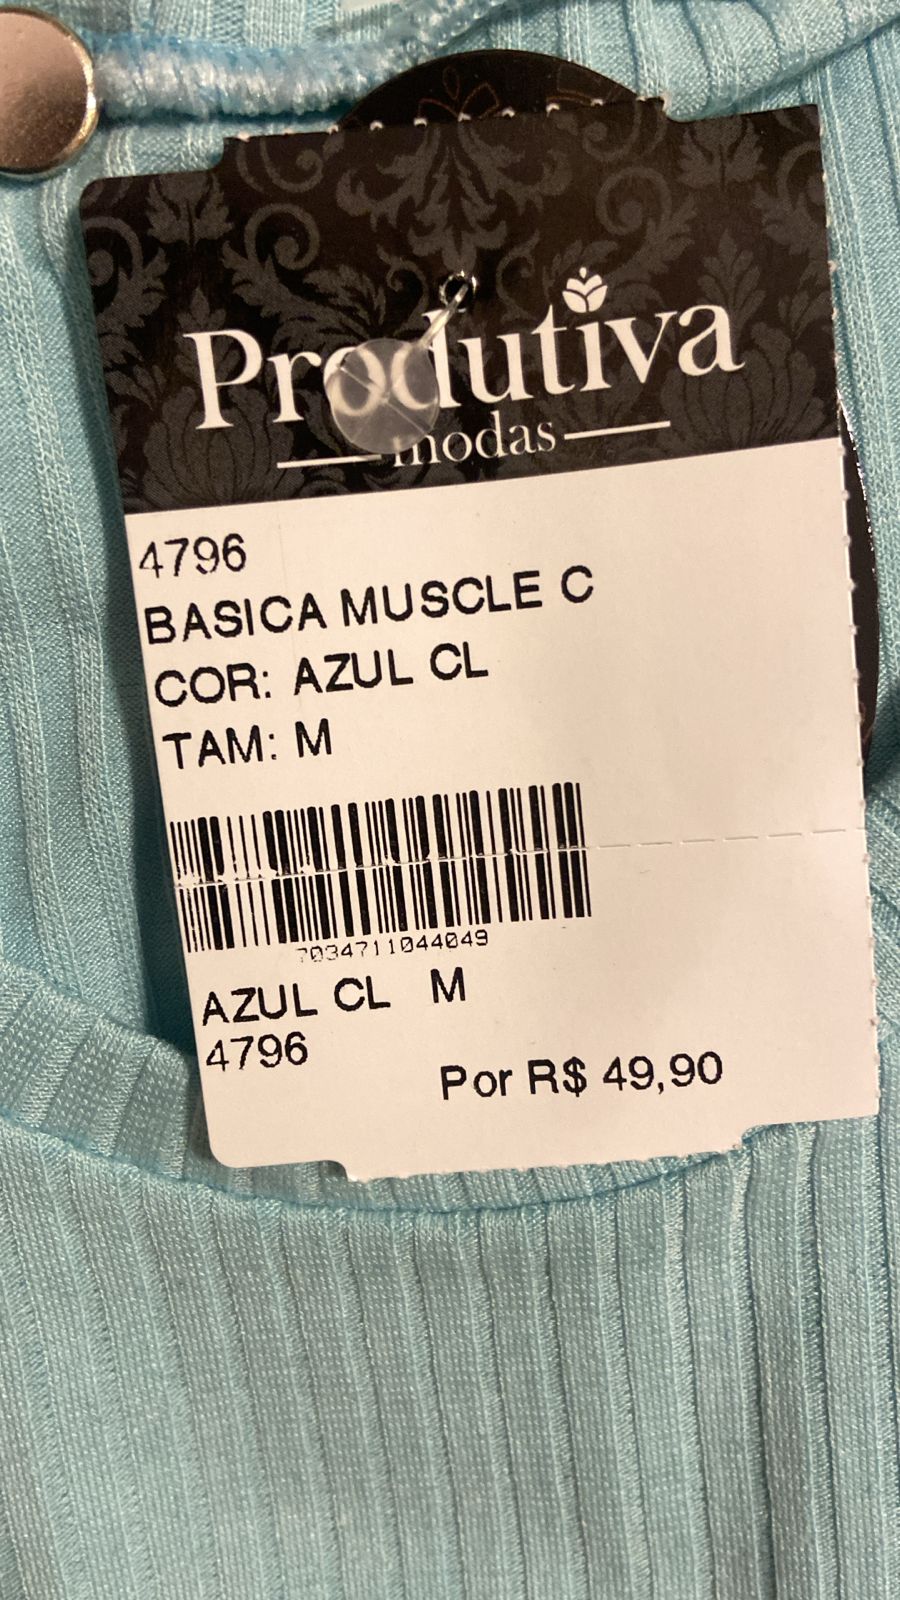 Produtiva
modas
4796
BASICA MUSCLE C
COR: AZUL CL
TAM: M
7034711044049
AZUL CL M
4796
Por R$ 49,90